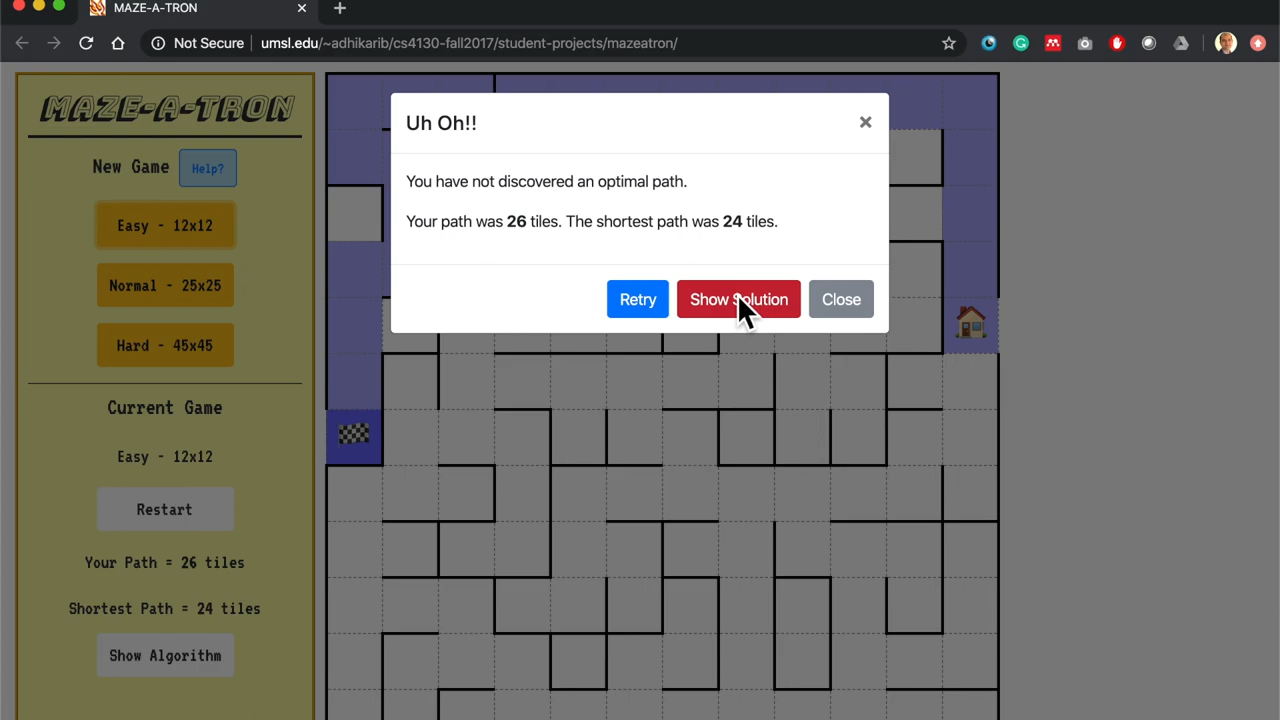 MAZE-A-TRON
Not Secure umsl.edu/~adhikarib/cs4130-fall2017/student-projects/mazeatron/
MAZE-A-TRON
New Game Help?
Easy - 12x12
Normal - 25x25
Hard - 45x45
Current Game
Easy - 12x12
Restart
Your Path = 26 tiles
Shortest Path = 24 tiles
Show Algorithm
Uh Oh!!
You have not discovered an optimal path.
Your path was 26 tiles. The shortest path was 24 tiles.
Retry Show Solution Close